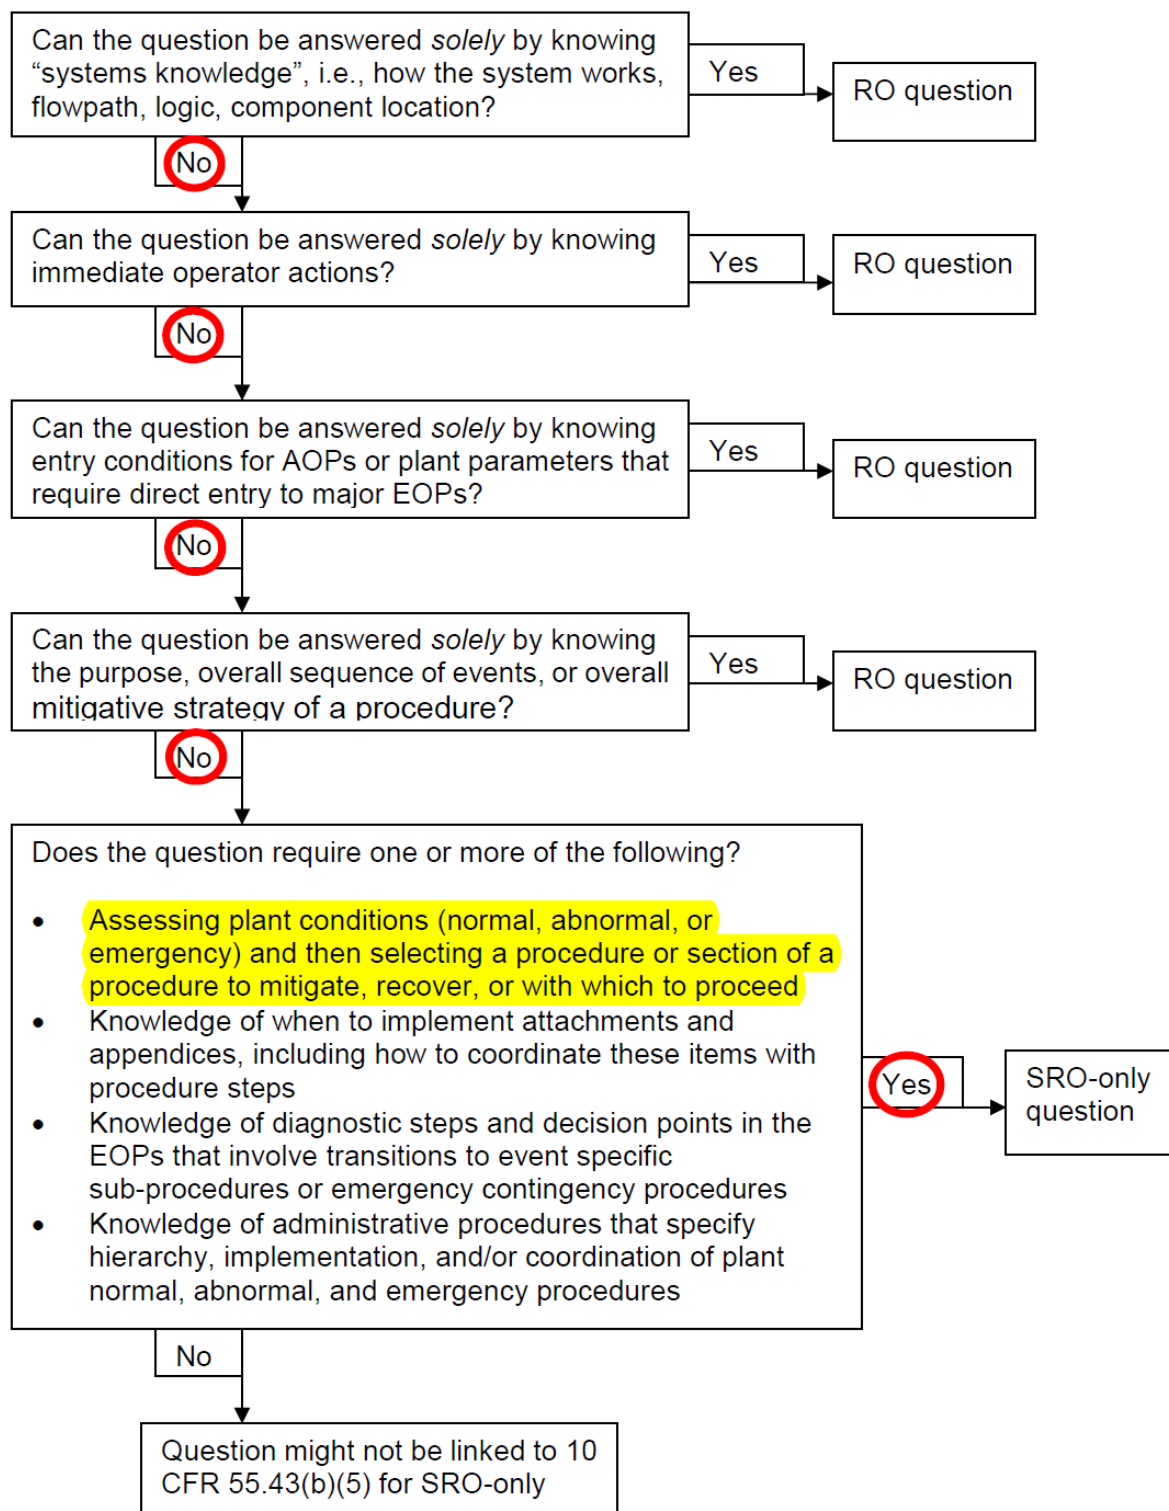 Can the question be answered solely by knowing
“systems knowledge”, i.e., how the system works,
flowpath, logic, component location?
Yes
RO question
No
Can the question be answered solely by knowing
immediate operator actions?
Yes
RO question
No
Can the question be answered solely by knowing
entry conditions for AOPs or plant parameters that
require direct entry to major EOPs?
Yes
RO question
No
Can the question be answered solely by knowing
the purpose, overall sequence of events, or overall
mitigative strategy of a procedure?
Yes
RO question
No
Does the question require one or more of the following?
• Assessing plant conditions (normal, abnormal, or
emergency) and then selecting a procedure or section of a
procedure to mitigate, recover, or with which to proceed
• Knowledge of when to implement attachments and
appendices, including how to coordinate these items with
procedure steps
• Knowledge of diagnostic steps and decision points in the
EOPs that involve transitions to event specific
sub-procedures or emergency contingency procedures
• Knowledge of administrative procedures that specify
hierarchy, implementation, and/or coordination of plant
normal, abnormal, and emergency procedures
Yes
SRO-only
question
No
Question might not be linked to 10
CFR 55.43(b)(5) for SRO-only